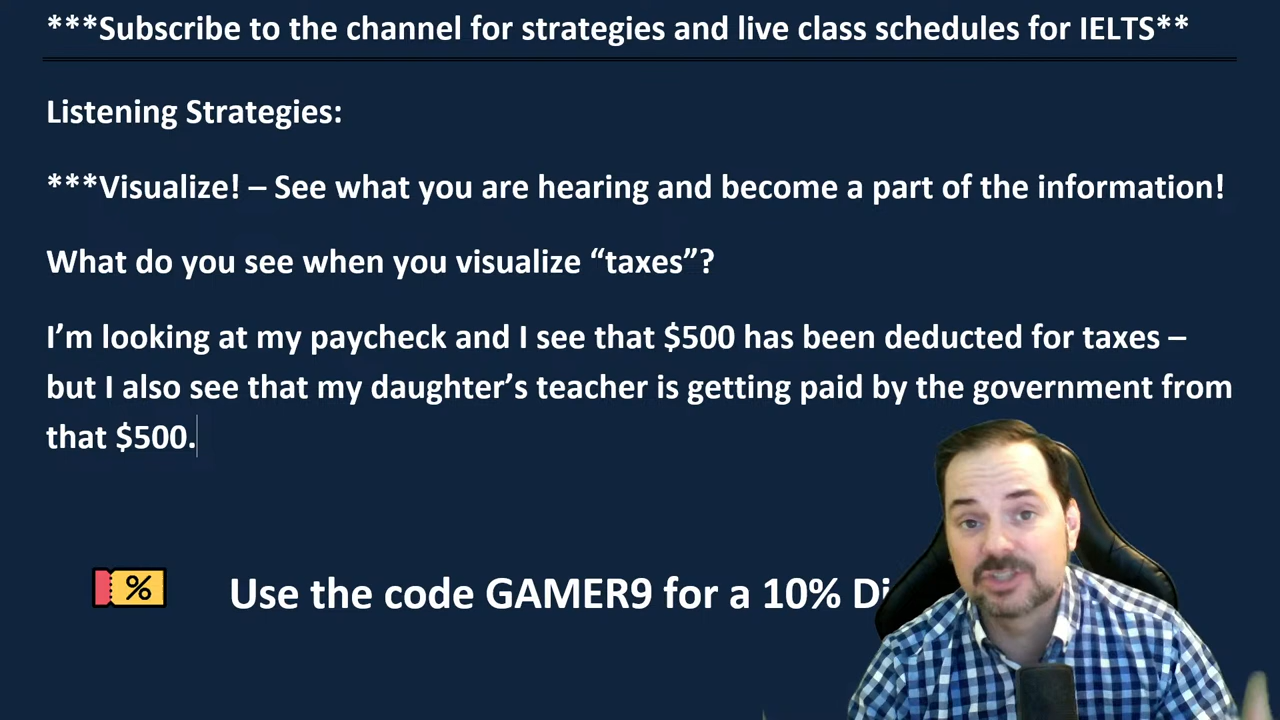 ***Subscribe to the channel for strategies and live class schedules for IELTS**
Listening Strategies:
***Visualize! – See what you are hearing and become a part of the information!
What do you see when you visualize “taxes”?
I’m looking at my paycheck and I see that $500 has been deducted for taxes –
but I also see that my daughter’s teacher is getting paid by the government from
that $500.
% Use the code GAMER9 for a 10%